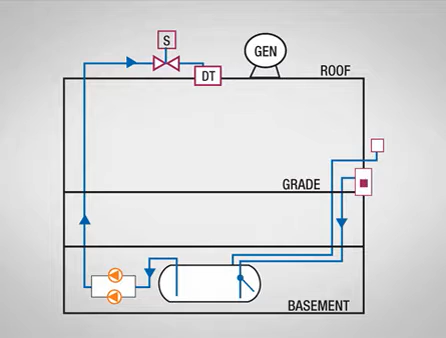 S
GEN
DT
ROOF
GRADE
BASEMENT